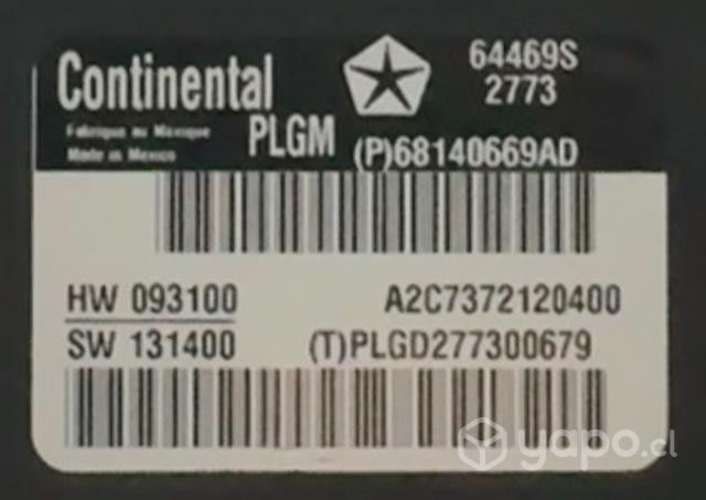 Continental
64469S
2773
Fabriqué au Mexique
Made in Mexico
PLGM
(P)68140669AD
HW 093100
A2C7372120400
SW 131400
(T)PLGD277300679
yapo.cl